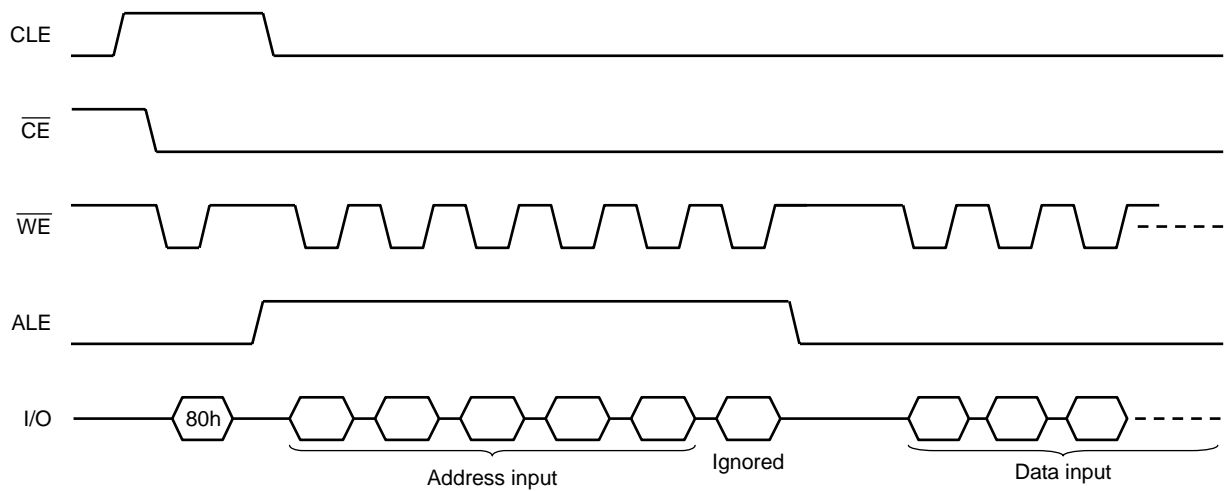 CLE
CE
WE
ALE
I/O
80h
Address input
Ignored
Data input